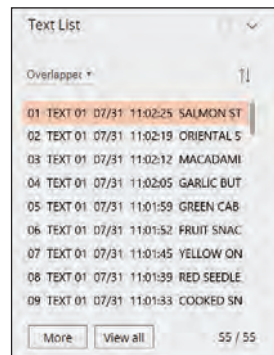 Text List
Overlapped
01 TEXT 01 07/31 11:02:25 SALMON ST
02 TEXT 01 07/31 11:02:19 ORIENTAL S
03 TEXT 01 07/31 11:02:12 MACADAMI
04 TEXT 01 07/31 11:02:05 GARLIC BUT
05 TEXT 01 07/31 11:01:59 GREEN CAB
06 TEXT 01 07/31 11:01:52 FRUIT SNAC
07 TEXT 01 07/31 11:01:45 YELLOW ON
08 TEXT 01 07/31 11:01:39 RED SEEDLE
09 TEXT 01 07/31 11:01:33 COOKED SN
More View all 55 / 55